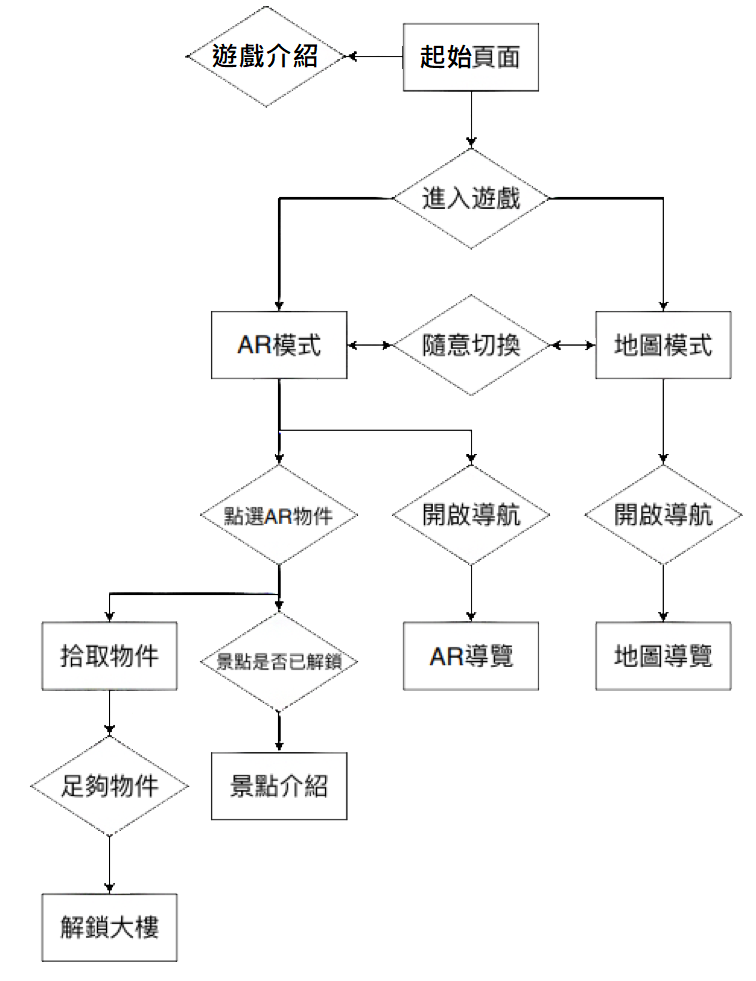 遊戲介紹
起始頁面
進入遊戲
AR模式
隨意切換
地圖模式
點選AR物件
開啟導航
開啟導航
拾取物件
景點是否已解鎖
AR導覽
地圖導覽
足夠物件
景點介紹
解鎖大樓